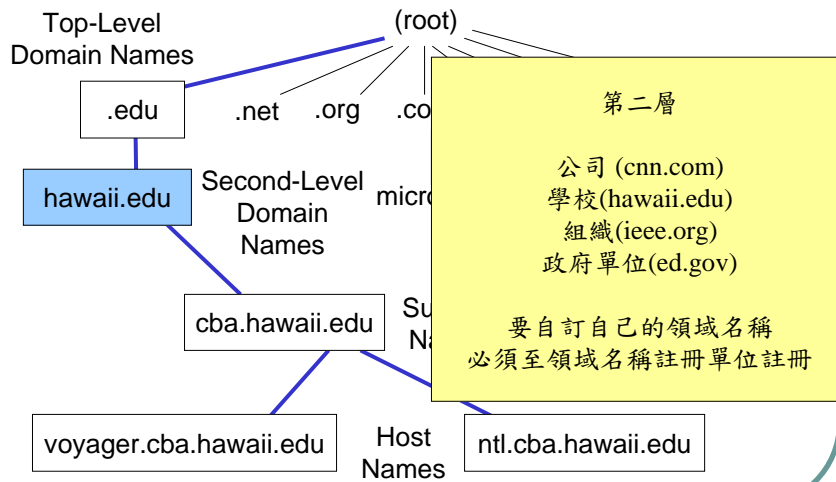 Top-Level
Domain Names
(root)
.edu
.net
.org
.co
hawaii.edu
Second-Level
Domain
Names
micro
cba.hawaii.edu
Su
Na
voyager.cba.hawaii.edu
Host
Names
ntl.cba.hawaii.edu
第二層
公司 (cnn.com)
學校(hawaii.edu)
組織(ieee.org)
政府單位(ed.gov)
要自訂自己的領域名稱
必須至領域名稱註冊單位註冊